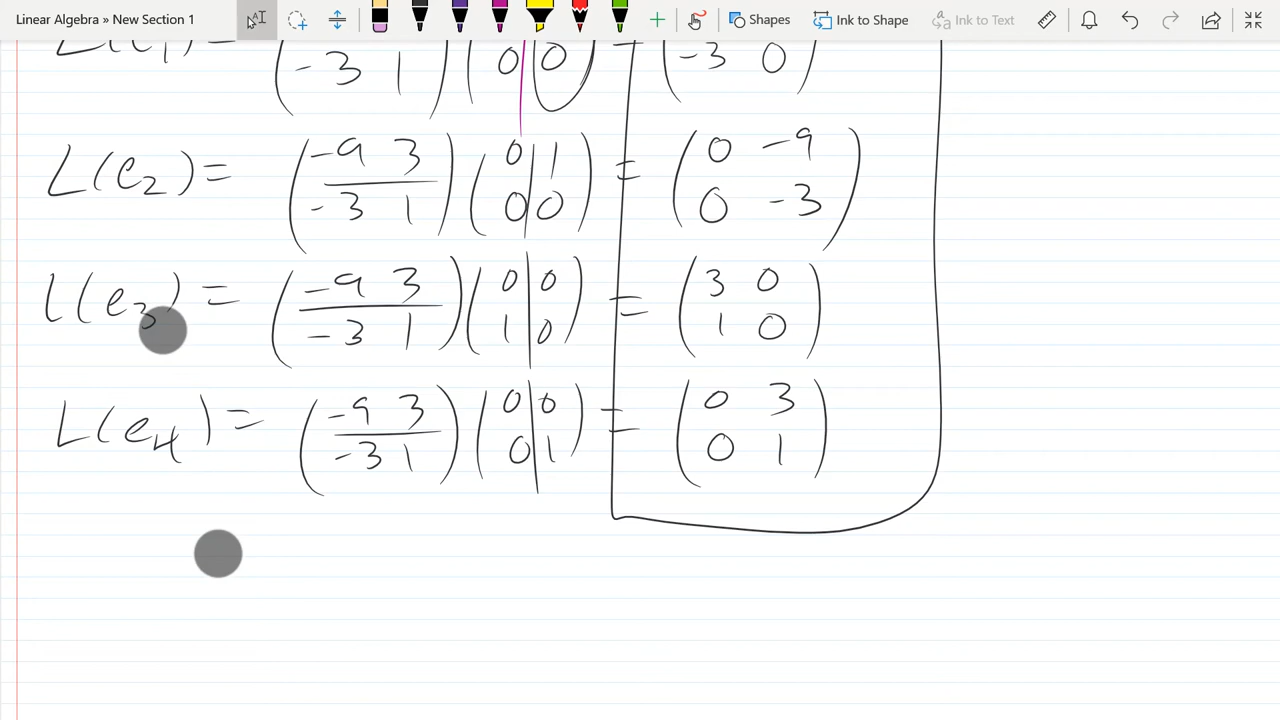 Linear Algebra » New Section 1
Shapes Ink to Shape Ink to Text
L(e₁) = ( -3 1 ) ( 0 0 ) = ( -3 0 )
L(e₂) = ( -9 3 ) ( 0 1 ) = ( 0 -9 )
( -3 1 ) ( 0 0 ) ( 0 -3 )
L(e₃) = ( -9 3 ) ( 0 0 ) = ( 3 0 )
( -3 1 ) ( 1 0 ) ( 1 0 )
L(e₄) = ( -9 3 ) ( 0 0 ) = ( 0 3 )
( -3 1 ) ( 0 1 ) ( 0 1 )